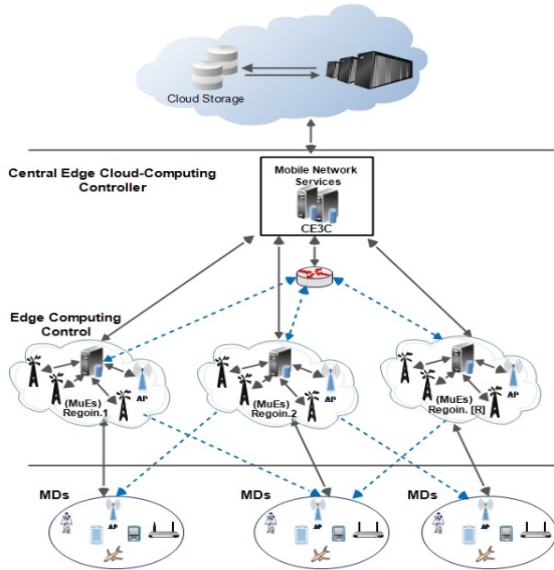 Cloud Storage
Central Edge Cloud-Computing
Controller
Mobile Network
Services
CE3C
Edge Computing
Control
AP
(MuEs)
Regoin.1
AP
(MuEs)
Regoin.2
AP
(MuEs)
Regoin. [R]
MDs
AP
MDs
AP
MDs
AP